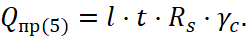 Qпр(5) = l · t · Rₛ · γ𝑐.